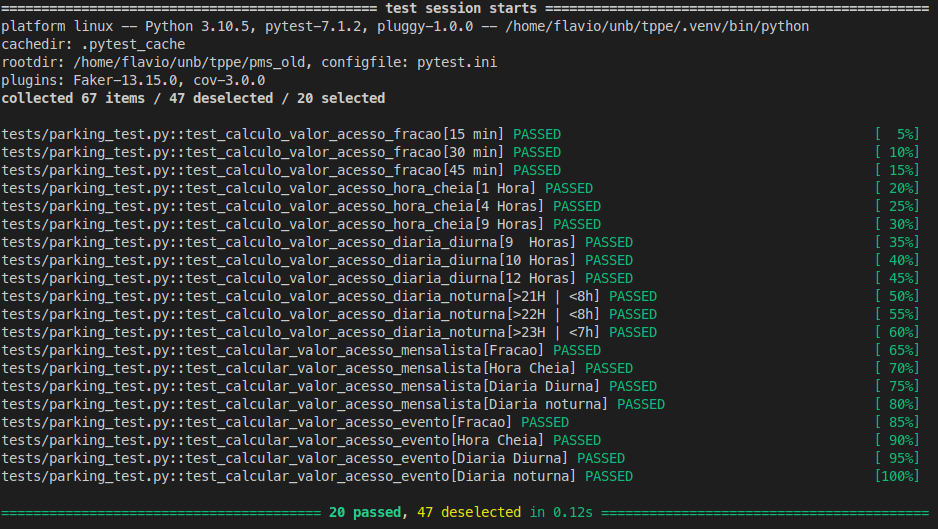 ============================================== test session starts ===============================================
platform linux -- Python 3.10.5, pytest-7.1.2, pluggy-1.0.0 -- /home/flavio/unb/tppe/.venv/bin/python
cachedir: .pytest_cache
rootdir: /home/flavio/unb/tppe/pms_old, configfile: pytest.ini
plugins: Faker-13.15.0, cov-3.0.0
collected 67 items / 47 deselected / 20 selected
tests/parking_test.py::test_calculo_valor_acesso_fracao[15 min] PASSED [  5%]
tests/parking_test.py::test_calculo_valor_acesso_fracao[30 min] PASSED [ 10%]
tests/parking_test.py::test_calculo_valor_acesso_fracao[45 min] PASSED [ 15%]
tests/parking_test.py::test_calculo_valor_acesso_hora_cheia[1 Hora] PASSED [ 20%]
tests/parking_test.py::test_calculo_valor_acesso_hora_cheia[4 Horas] PASSED [ 25%]
tests/parking_test.py::test_calculo_valor_acesso_hora_cheia[9 Horas] PASSED [ 30%]
tests/parking_test.py::test_calculo_valor_acesso_diaria_diurna[9  Horas] PASSED [ 35%]
tests/parking_test.py::test_calculo_valor_acesso_diaria_diurna[10 Horas] PASSED [ 40%]
tests/parking_test.py::test_calculo_valor_acesso_diaria_diurna[12 Horas] PASSED [ 45%]
tests/parking_test.py::test_calculo_valor_acesso_diaria_noturna[>21H | <8h] PASSED [ 50%]
tests/parking_test.py::test_calculo_valor_acesso_diaria_noturna[>22H | <8h] PASSED [ 55%]
tests/parking_test.py::test_calculo_valor_acesso_diaria_noturna[>23H | <7h] PASSED [ 60%]
tests/parking_test.py::test_calcular_valor_acesso_mensalista[Fracao] PASSED [ 65%]
tests/parking_test.py::test_calcular_valor_acesso_mensalista[Hora Cheia] PASSED [ 70%]
tests/parking_test.py::test_calcular_valor_acesso_mensalista[Diaria Diurna] PASSED [ 75%]
tests/parking_test.py::test_calcular_valor_acesso_mensalista[Diaria noturna] PASSED [ 80%]
tests/parking_test.py::test_calcular_valor_acesso_evento[Fracao] PASSED [ 85%]
tests/parking_test.py::test_calcular_valor_acesso_evento[Hora Cheia] PASSED [ 90%]
tests/parking_test.py::test_calcular_valor_acesso_evento[Diaria Diurna] PASSED [ 95%]
tests/parking_test.py::test_calcular_valor_acesso_evento[Diaria noturna] PASSED [100%]
======================================== 20 passed, 47 deselected in 0.12s =========================================